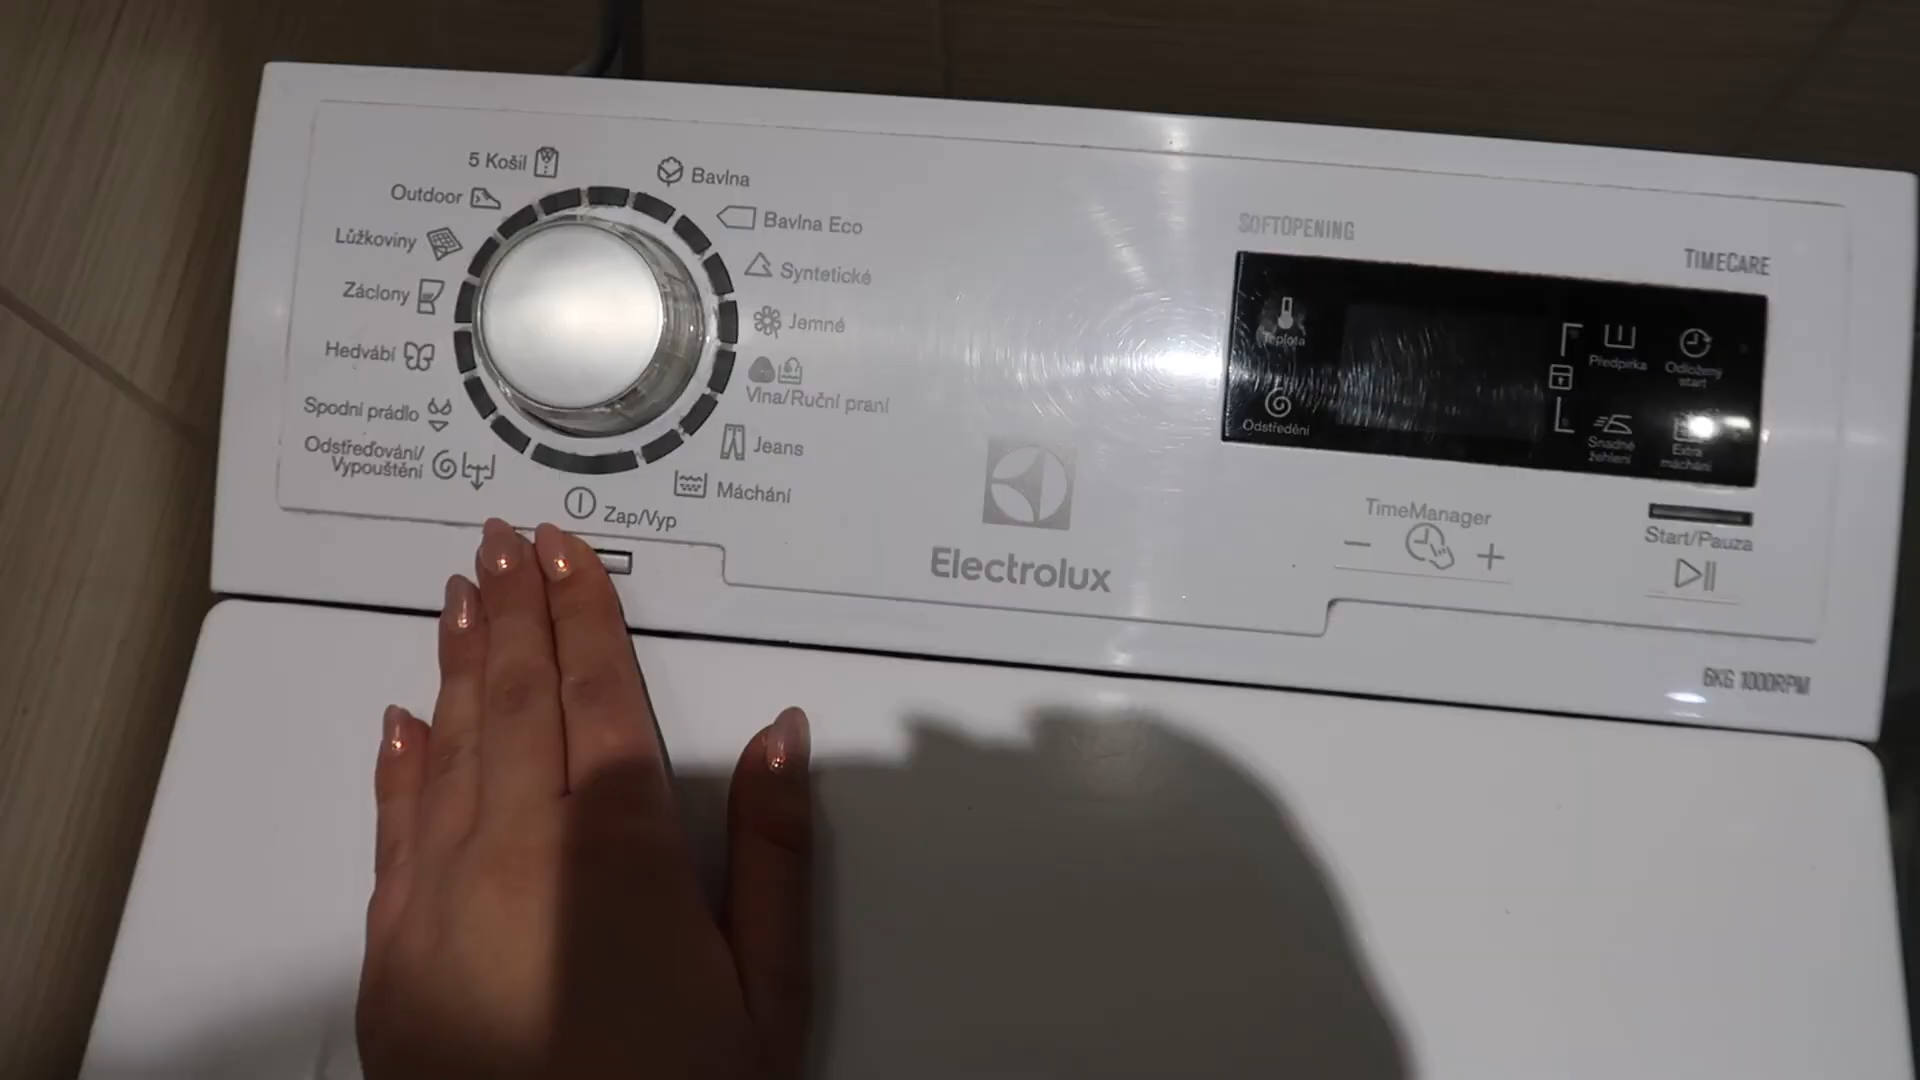 5 Košil
Outdoor
Lůžkoviny
Záclony
Hedvábí
Spodní prádlo
Odstřeďování/
Vypouštění
Bavlna
Bavlna Eco
Syntetické
Jemné
Vlna/Ruční praní
Jeans
Máchání
Zap/Vyp
Electrolux
SOFTOPENING
TIMECARE
Teplota
Odstředění
Předpírka
Odložený
start
Snadné
žehlení
Extra
máchání
TimeManager
− +
Start/Pauza
6KG 1000RPM